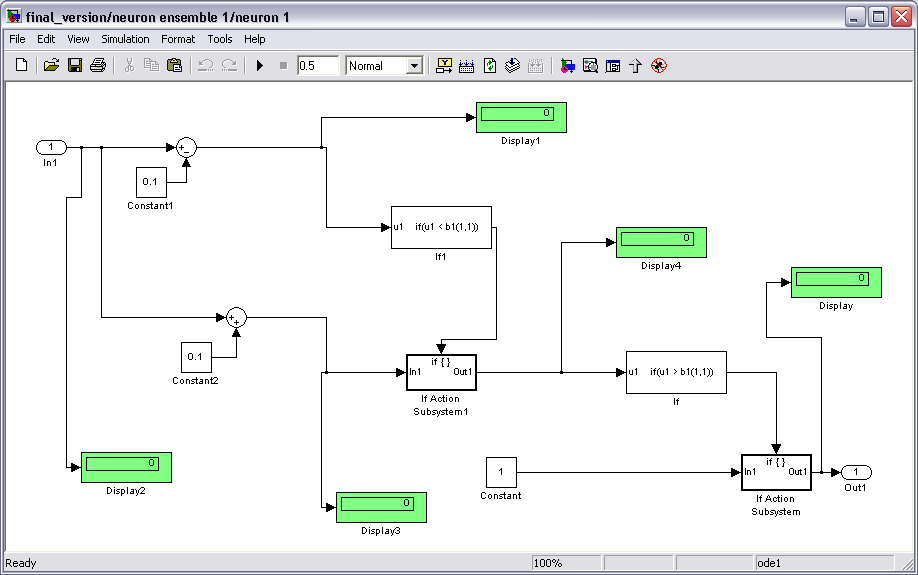 final_version/neuron ensemble 1/neuron 1
File Edit View Simulation Format Tools Help
0.5 Normal
0
Display1
1
In1
0.1
Constant1
u1 if(u1 < b1(1,1))
If1
0
Display4
0
Display
0.1
Constant2
if { }
In1 Out1
If Action
Subsystem1
u1 if(u1 > b1(1,1))
If
0
Display2
1
Constant
if { }
In1 Out1
If Action
Subsystem
1
Out1
0
Display3
Ready 100% ode1